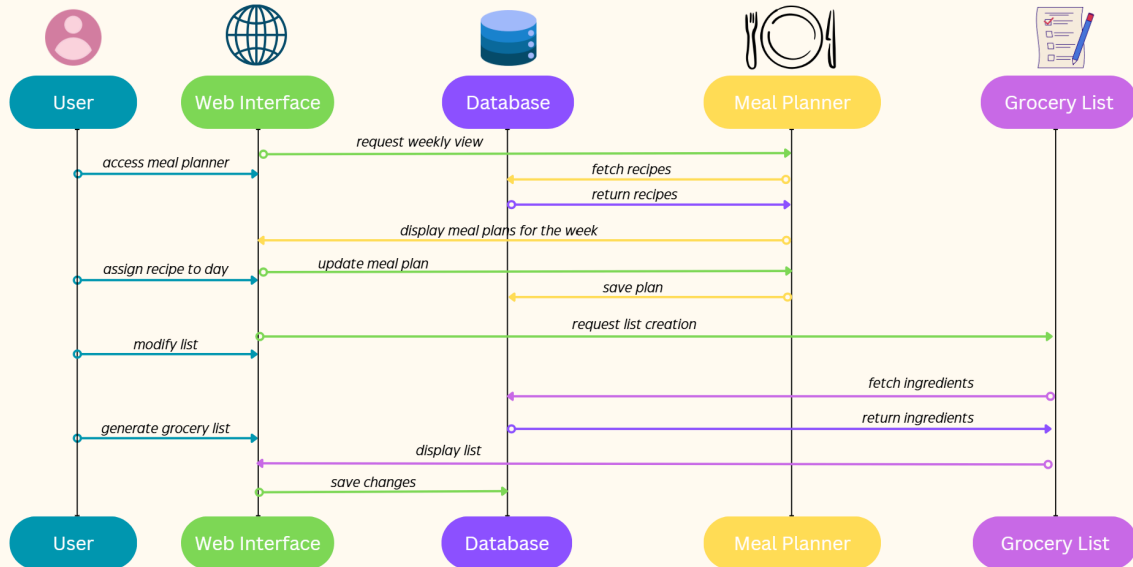 User
Web Interface
Database
Meal Planner
Grocery List
request weekly view
access meal planner
fetch recipes
return recipes
display meal plans for the week
assign recipe to day
update meal plan
save plan
request list creation
modify list
fetch ingredients
return ingredients
generate grocery list
display list
save changes
User
Web Interface
Database
Meal Planner
Grocery List